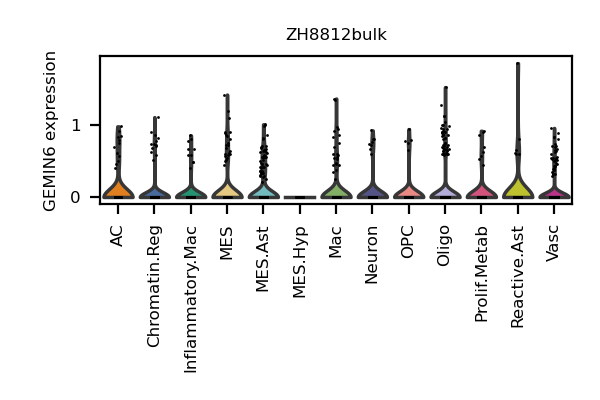 ZH8812bulk
GEMIN6 expression
1
0
AC
Chromatin.Reg
Inflammatory.Mac
MES
MES.Ast
MES.Hyp
Mac
Neuron
OPC
Oligo
Prolif.Metab
Reactive.Ast
Vasc